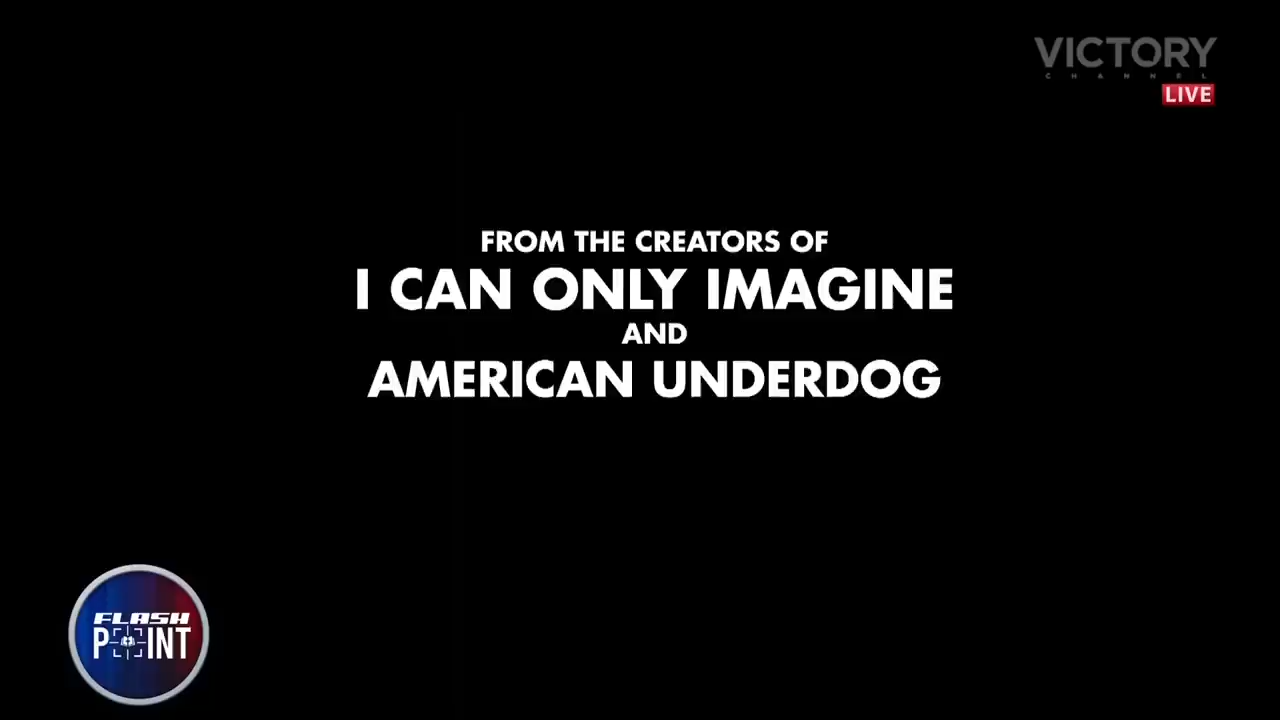 VICTORY
CHANNEL
LIVE
FROM THE CREATORS OF
I CAN ONLY IMAGINE
AND
AMERICAN UNDERDOG
FLASH
POINT